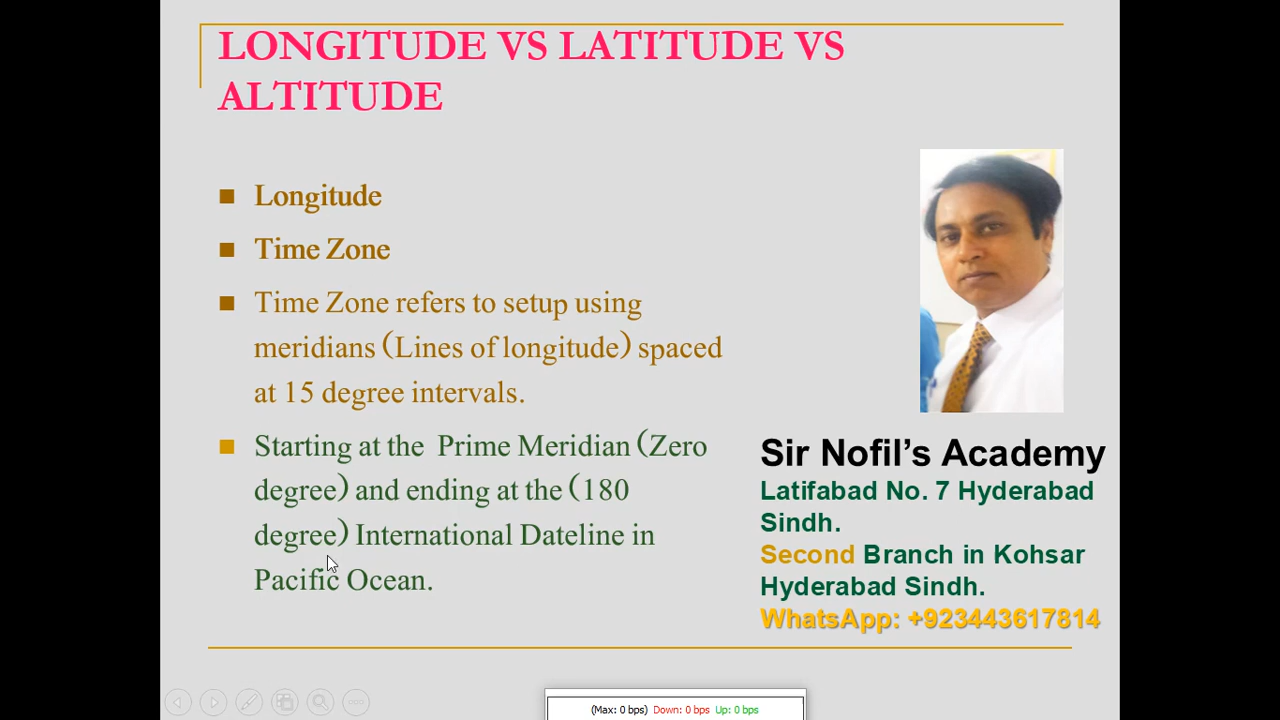 LONGITUDE VS LATITUDE VS
ALTITUDE
Longitude
Time Zone
Time Zone refers to setup using
meridians (Lines of longitude) spaced
at 15 degree intervals.
Starting at the Prime Meridian (Zero
degree) and ending at the (180
degree) International Dateline in
Pacific Ocean.
Sir Nofil's Academy
Latifabad No. 7 Hyderabad
Sindh.
Second Branch in Kohsar
Hyderabad Sindh.
WhatsApp: +923443617814
(Max: 0 bps) Down: 0 bps Up: 0 bps